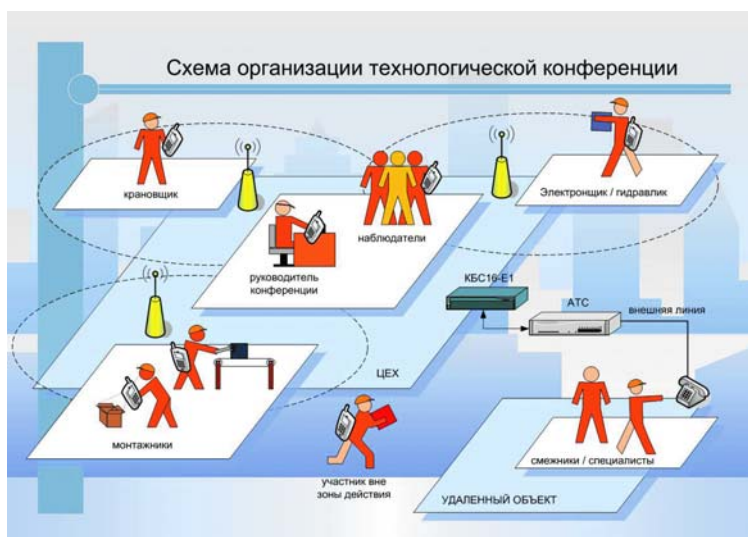 Схема организации технологической конференции
крановщик
Электронщик / гидравлик
наблюдатели
руководитель
конференции
КБС16-Е1
АТС
внешняя линия
ЦЕХ
монтажники
участник вне
зоны действия
смежники / специалисты
УДАЛЕННЫЙ ОБЪЕКТ